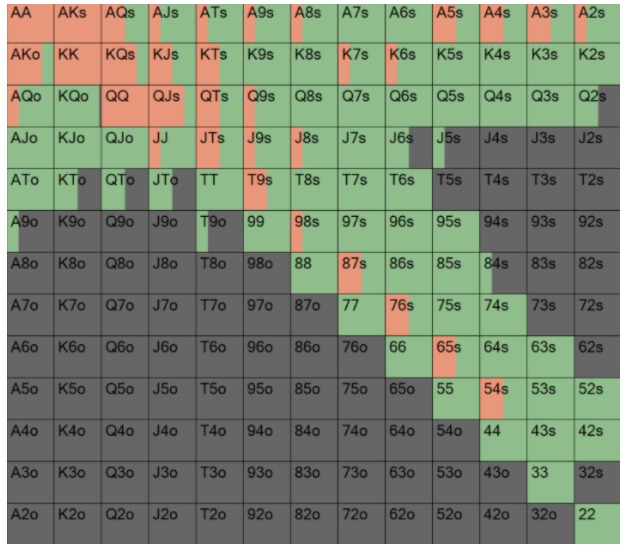 AA AKs AQs AJs ATs A9s A8s A7s A6s A5s A4s A3s A2s
AKo KK KQs KJs KTs K9s K8s K7s K6s K5s K4s K3s K2s
AQo KQo QQ QJs QTs Q9s Q8s Q7s Q6s Q5s Q4s Q3s Q2s
AJo KJo QJo JJ JTs J9s J8s J7s J6s J5s J4s J3s J2s
ATo KTo QTo JTo TT T9s T8s T7s T6s T5s T4s T3s T2s
A9o K9o Q9o J9o T9o 99 98s 97s 96s 95s 94s 93s 92s
A8o K8o Q8o J8o T8o 98o 88 87s 86s 85s 84s 83s 82s
A7o K7o Q7o J7o T7o 97o 87o 77 76s 75s 74s 73s 72s
A6o K6o Q6o J6o T6o 96o 86o 76o 66 65s 64s 63s 62s
A5o K5o Q5o J5o T5o 95o 85o 75o 65o 55 54s 53s 52s
A4o K4o Q4o J4o T4o 94o 84o 74o 64o 54o 44 43s 42s
A3o K3o Q3o J3o T3o 93o 83o 73o 63o 53o 43o 33 32s
A2o K2o Q2o J2o T2o 92o 82o 72o 62o 52o 42o 32o 22